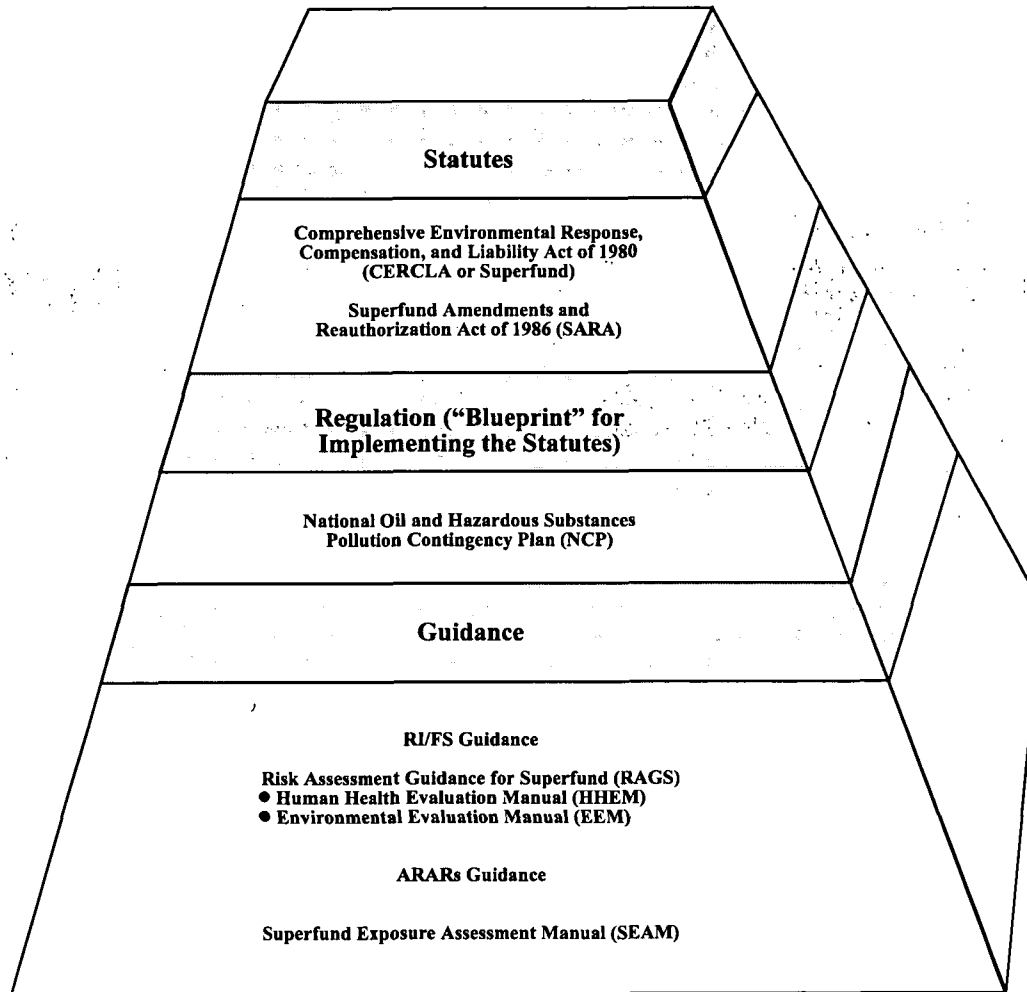 Statutes
Comprehensive Environmental Response,
Compensation, and Liability Act of 1980
(CERCLA or Superfund)
Superfund Amendments and
Reauthorization Act of 1986 (SARA)
Regulation (“Blueprint” for
Implementing the Statutes)
National Oil and Hazardous Substances
Pollution Contingency Plan (NCP)
Guidance
RI/FS Guidance
Risk Assessment Guidance for Superfund (RAGS)
● Human Health Evaluation Manual (HHEM)
● Environmental Evaluation Manual (EEM)
ARARs Guidance
Superfund Exposure Assessment Manual (SEAM)